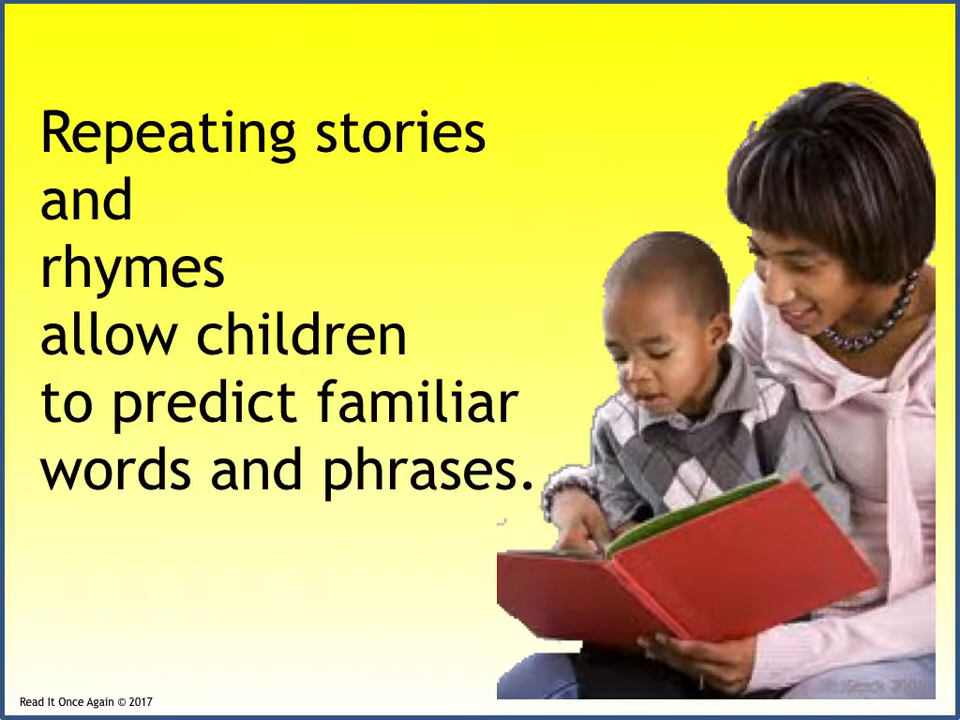 Repeating stories
and
rhymes
allow children
to predict familiar
words and phrases.
Read It Once Again © 2017